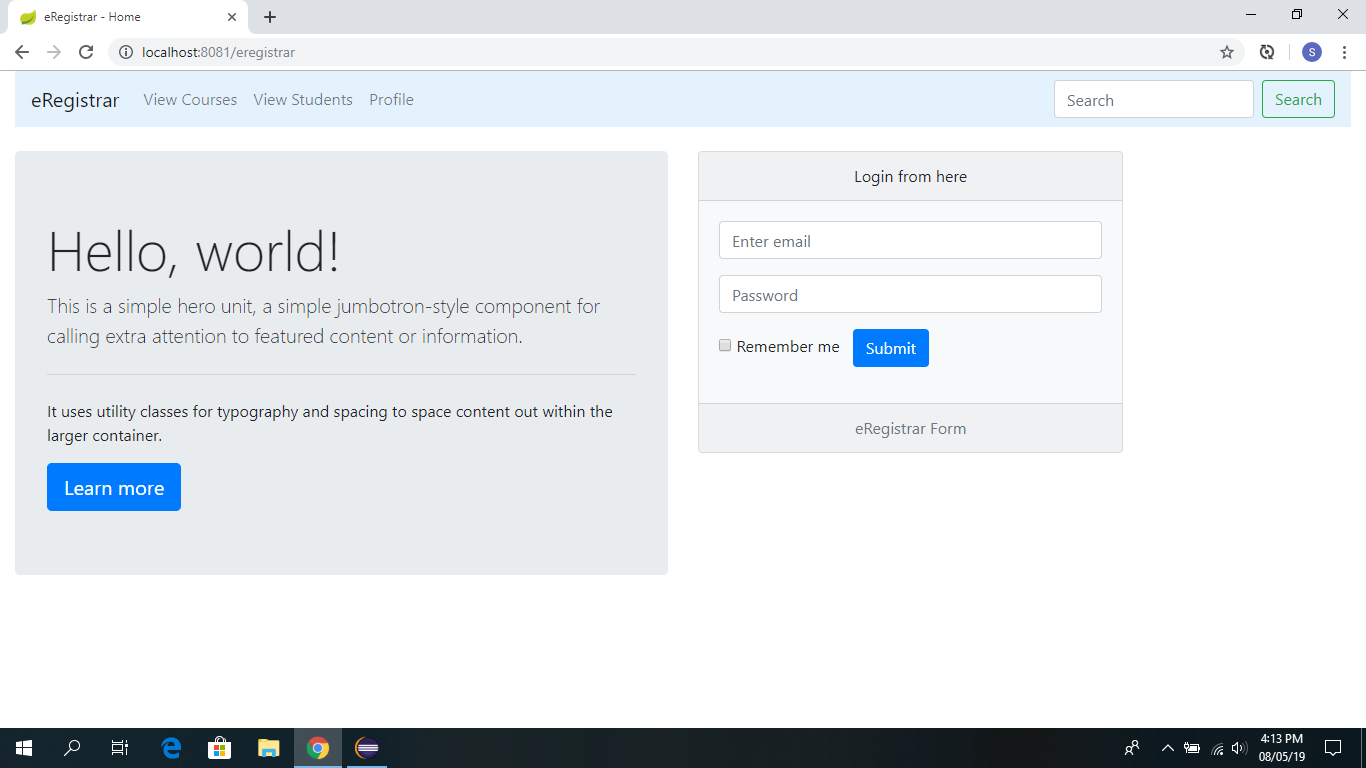 eRegistrar - Home
localhost:8081/eregistrar
S
eRegistrar View Courses View Students Profile Search Search
Hello, world!
This is a simple hero unit, a simple jumbotron-style component for
calling extra attention to featured content or information.
It uses utility classes for typography and spacing to space content out within the
larger container.
Learn more
Login from here
Enter email
Password
Remember me Submit
eRegistrar Form
4:13 PM
08/05/19